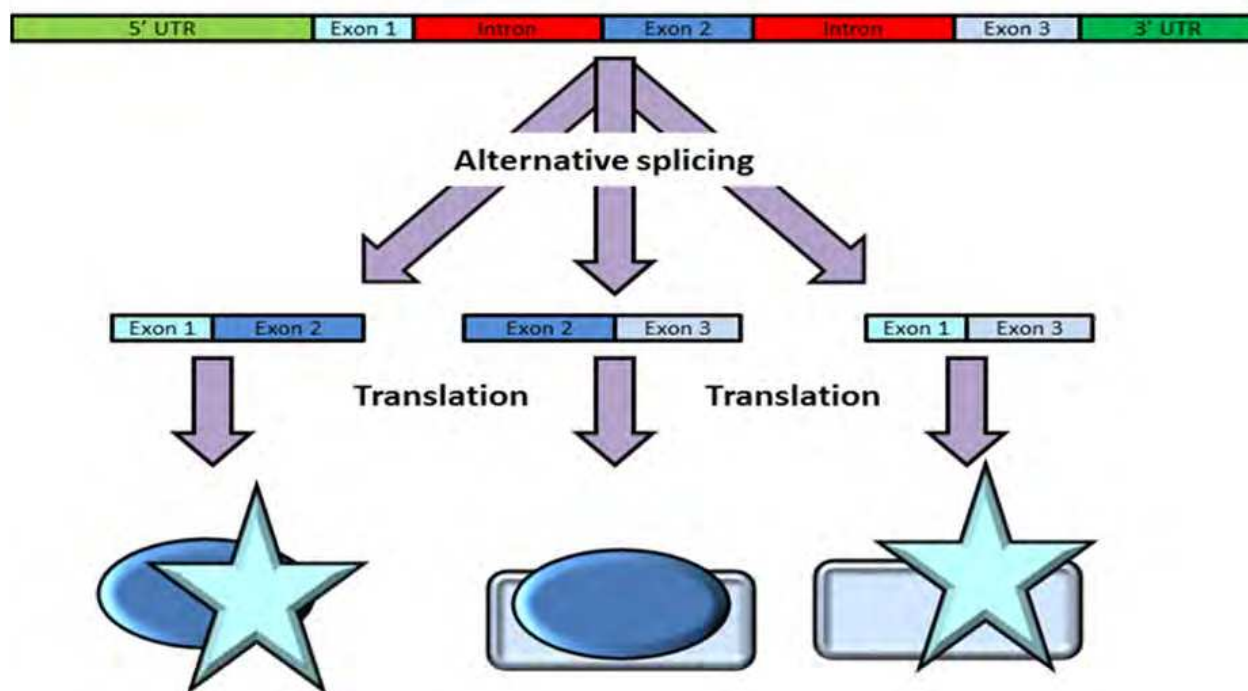 5' UTR Exon 1 Intron Exon 2 Intron Exon 3 3' UTR
Alternative splicing
Exon 1 Exon 2 Exon 2 Exon 3 Exon 1 Exon 3
Translation Translation